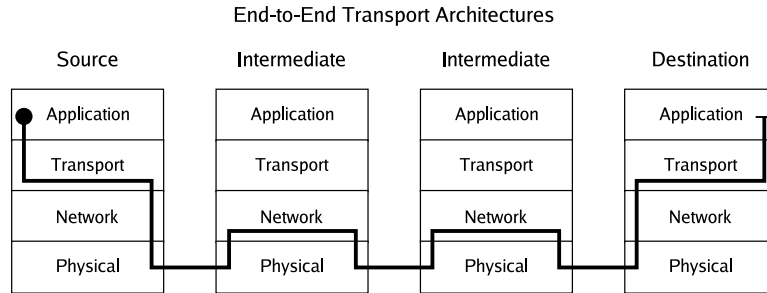 End-to-End Transport Architectures
Source Intermediate Intermediate Destination
Application Application Application Application
Transport Transport Transport Transport
Network Network Network Network
Physical Physical Physical Physical